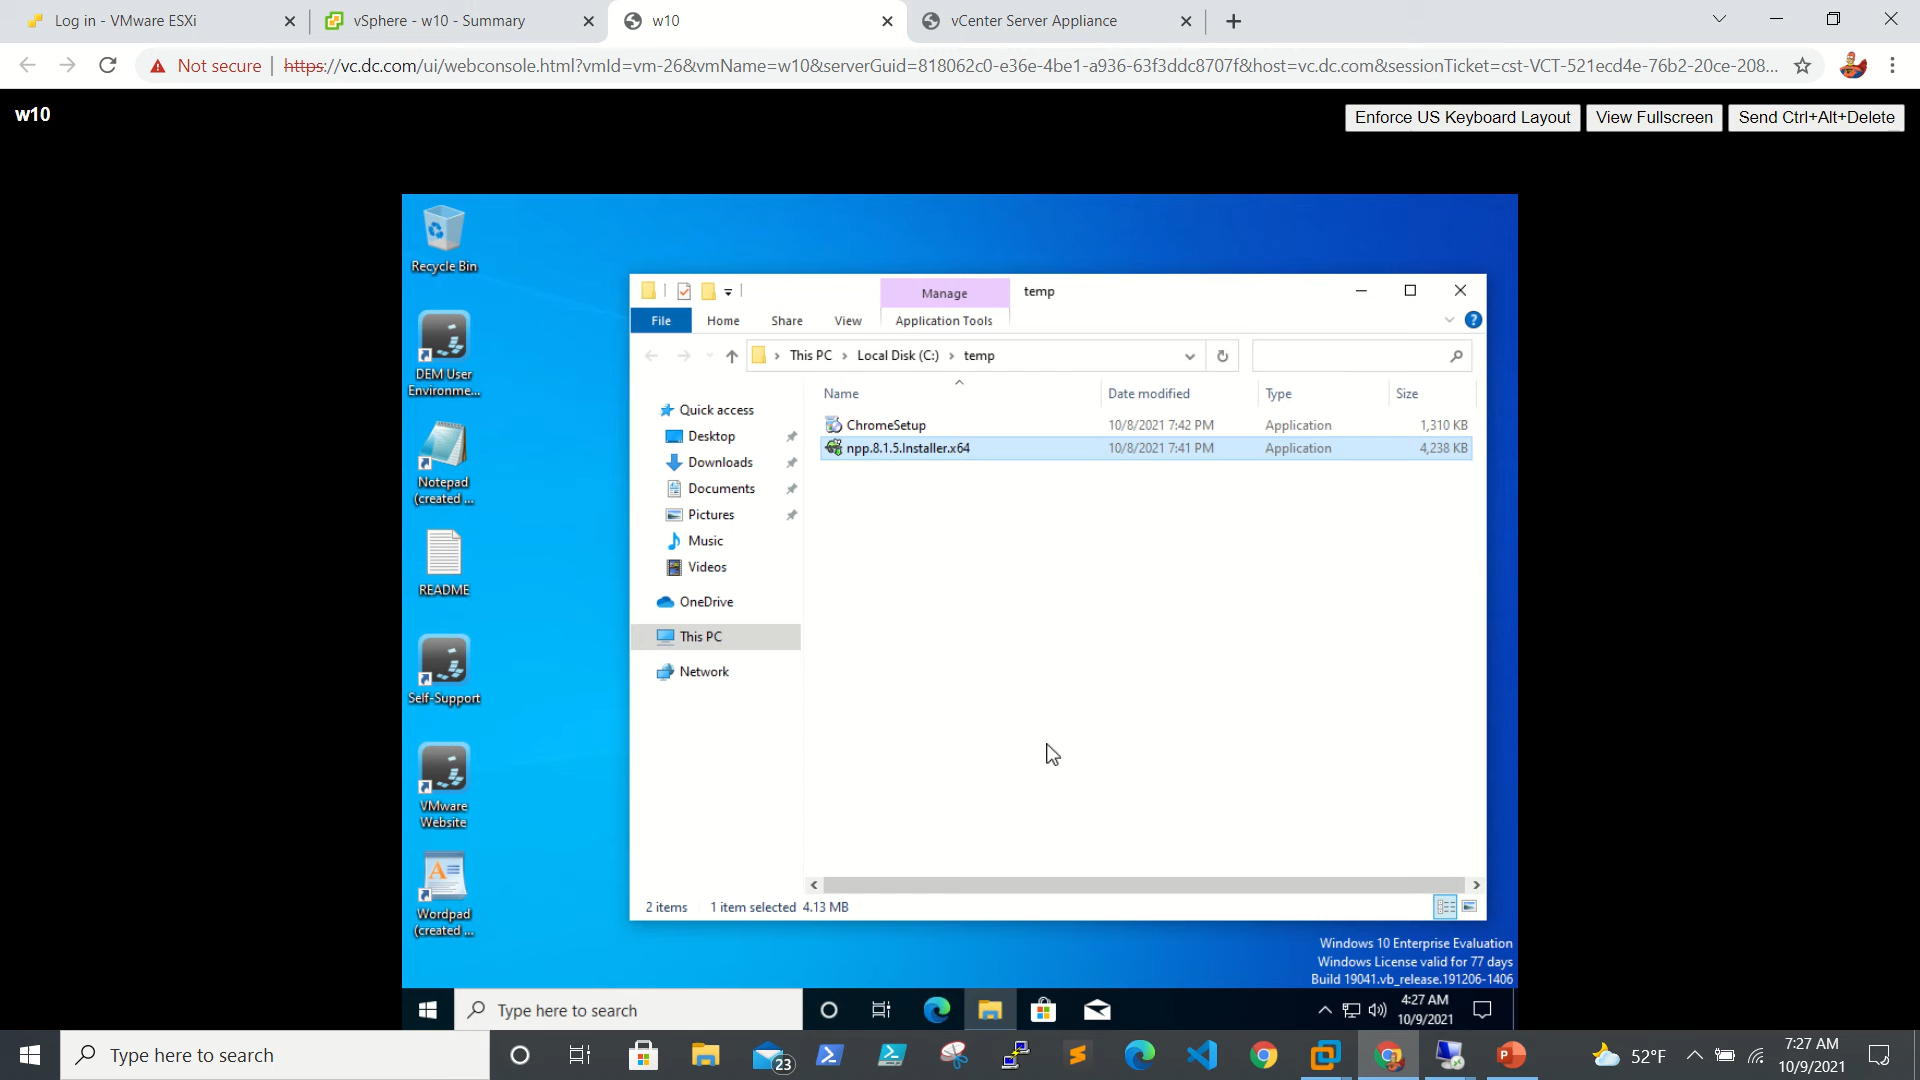 Log in - VMware ESXi
vSphere - w10 - Summary
w10
vCenter Server Appliance
Not secure
https://vc.dc.com/ui/webconsole.html?vmId=vm-26&vmName=w10&serverGuid=818062c0-e36e-4be1-a936-63f3ddc8707f&host=vc.dc.com&sessionTicket=cst-VCT-521ecd4e-76b2-20ce-208...
w10
Enforce US Keyboard Layout
View Fullscreen
Send Ctrl+Alt+Delete
Recycle Bin
DEM User
Environme...
Notepad
(created ...
README
Self-Support
VMware
Website
Wordpad
(created ...
Manage
temp
File
Home
Share
View
Application Tools
This PC
Local Disk (C:)
temp
Name
Date modified
Type
Size
ChromeSetup
10/8/2021 7:42 PM
Application
1,310 KB
npp.8.1.5.Installer.x64
10/8/2021 7:41 PM
Application
4,238 KB
Quick access
Desktop
Downloads
Documents
Pictures
Music
Videos
OneDrive
This PC
Network
2 items
1 item selected 4.13 MB
Windows 10 Enterprise Evaluation
Windows License valid for 77 days
Build 19041.vb_release.191206-1406
Type here to search
4:27 AM
10/9/2021
Type here to search
23
52°F
7:27 AM
10/9/2021